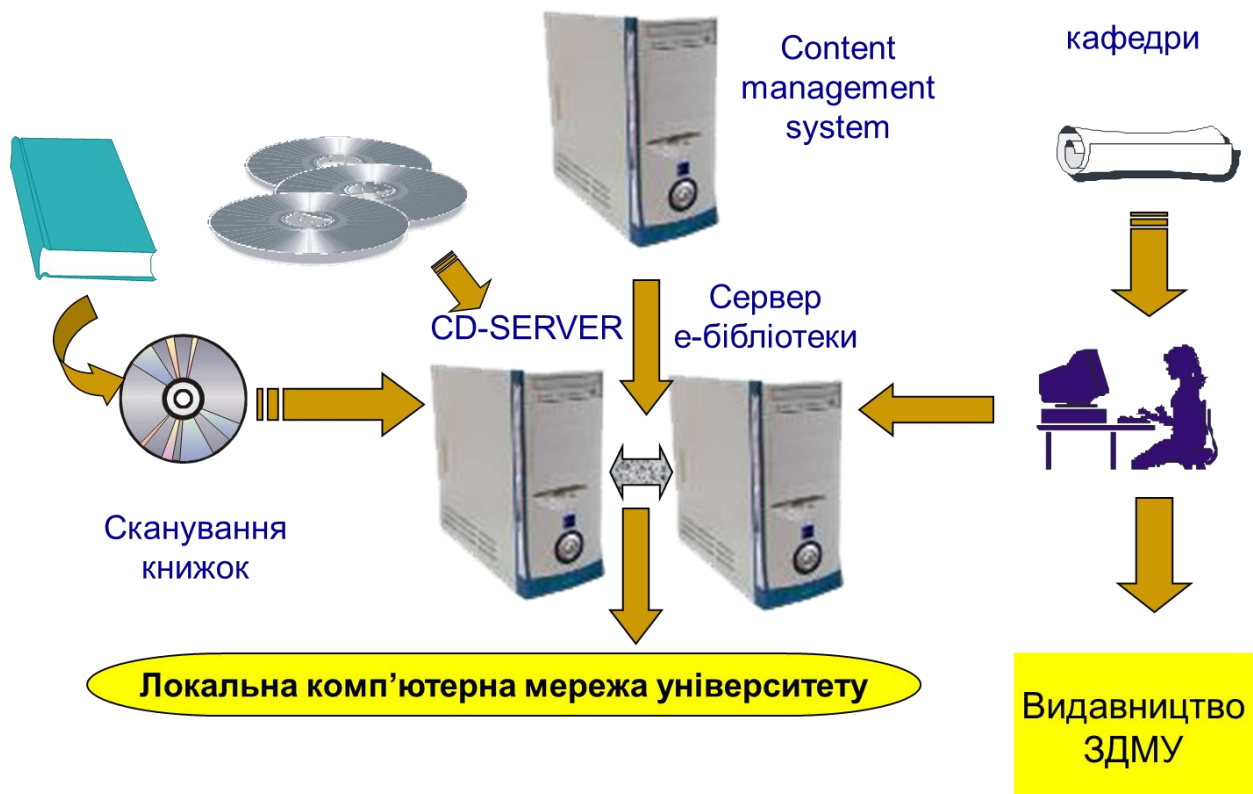 Content
management
system
кафедри
CD-SERVER
Сервер
е-бібліотеки
Сканування
книжок
Локальна комп’ютерна мережа університету
Видавництво
ЗДМУ